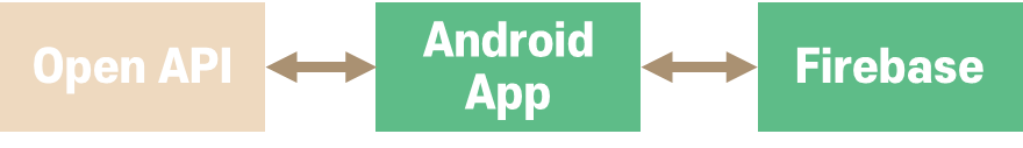 Open API
Android
App
Firebase